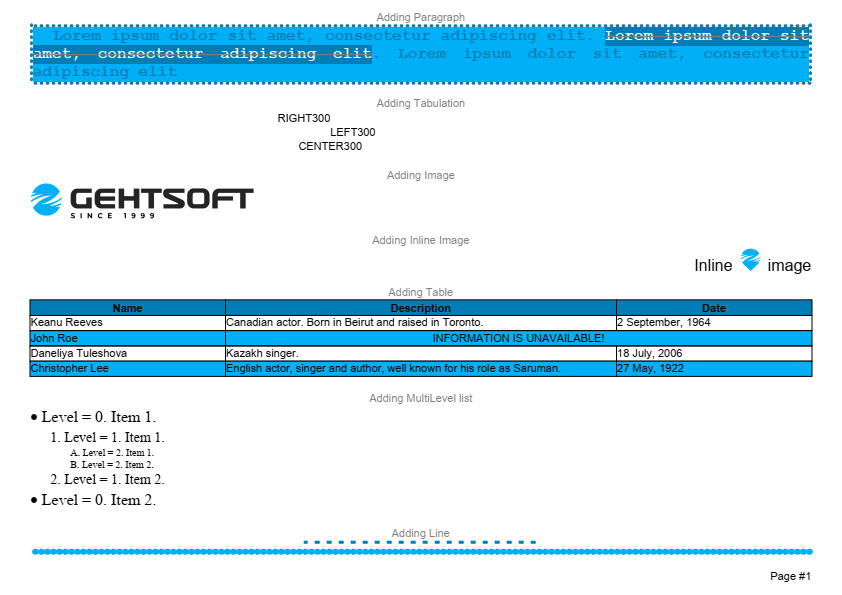 Adding Paragraph
Lorem ipsum dolor sit amet, consectetur adipiscing elit. Lorem ipsum dolor sit
amet, consectetur adipiscing elit. Lorem ipsum dolor sit amet, consectetur
adipiscing elit
Adding Tabulation
RIGHT300
LEFT300
CENTER300
Adding Image
GEHTSOFT
SINCE 1999
Adding Inline Image
Inline image
Adding Table
Name Description Date
Keanu Reeves Canadian actor. Born in Beirut and raised in Toronto. 2 September, 1964
John Roe INFORMATION IS UNAVAILABLE!
Daneliya Tuleshova Kazakh singer. 18 July, 2006
Christopher Lee English actor, singer and author, well known for his role as Saruman. 27 May, 1922
Adding MultiLevel list
• Level = 0. Item 1.
1. Level = 1. Item 1.
A. Level = 2. Item 1.
B. Level = 2. Item 2.
2. Level = 1. Item 2.
• Level = 0. Item 2.
Adding Line
Page #1